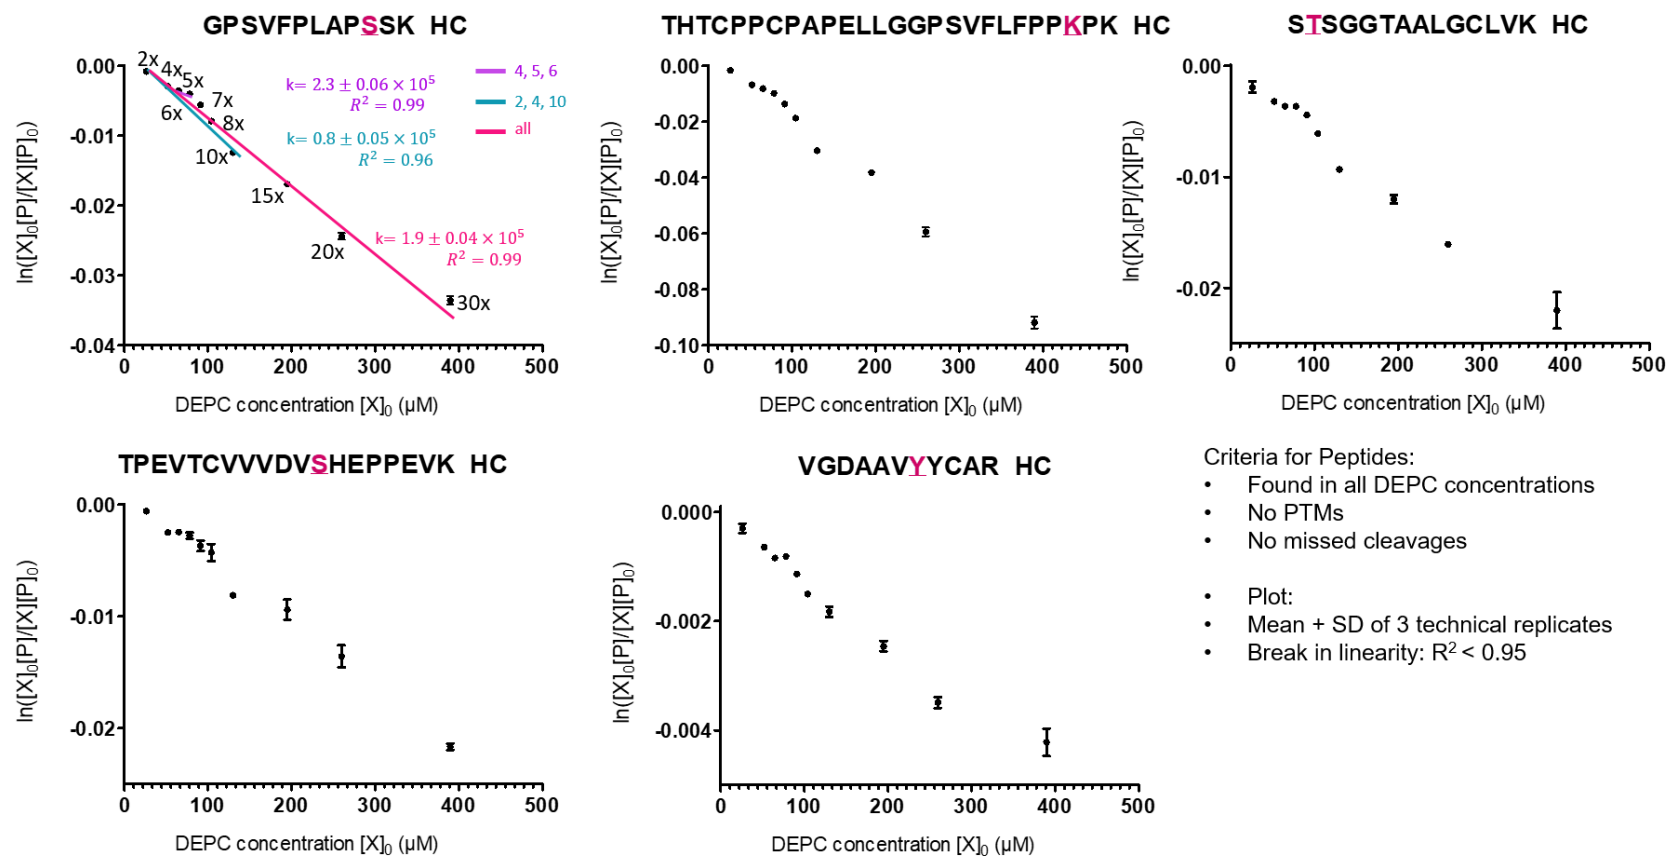 GPSVFPLAPSSK HC
0.00
-0.01
-0.02
-0.03
-0.04
ln([X]₀[P]/[X][P]₀)
2x
4x
5x
6x
7x
8x
10x
15x
20x
30x
k= 2.3 ± 0.06 × 10⁵
R² = 0.99
k= 0.8 ± 0.05 × 10⁵
R² = 0.96
k= 1.9 ± 0.04 × 10⁵
R² = 0.99
4, 5, 6
2, 4, 10
all
0 100 200 300 400 500
DEPC concentration [X]₀ (µM)
THTCPPCPAPELLGGPSVFLFPPKPK HC
0.00
-0.02
-0.04
-0.06
-0.08
-0.10
ln([X]₀[P]/[X][P]₀)
0 100 200 300 400 500
DEPC concentration [X]₀ (µM)
STSGGTAALGCLVK HC
0.00
-0.01
-0.02
ln([X]₀[P]/[X][P]₀)
0 100 200 300 400 500
DEPC concentration [X]₀ (µM)
TPEVTCVVVDVSHEPPEVK HC
0.00
-0.01
-0.02
ln([X]₀[P]/[X][P]₀)
0 100 200 300 400 500
DEPC concentration [X]₀ (µM)
VGDAAVYYCAR HC
0.000
-0.002
-0.004
ln([X]₀[P]/[X][P]₀)
0 100 200 300 400 500
DEPC concentration [X]₀ (µM)
Criteria for Peptides:
• Found in all DEPC concentrations
• No PTMs
• No missed cleavages
• Plot:
• Mean + SD of 3 technical replicates
• Break in linearity: R² < 0.95